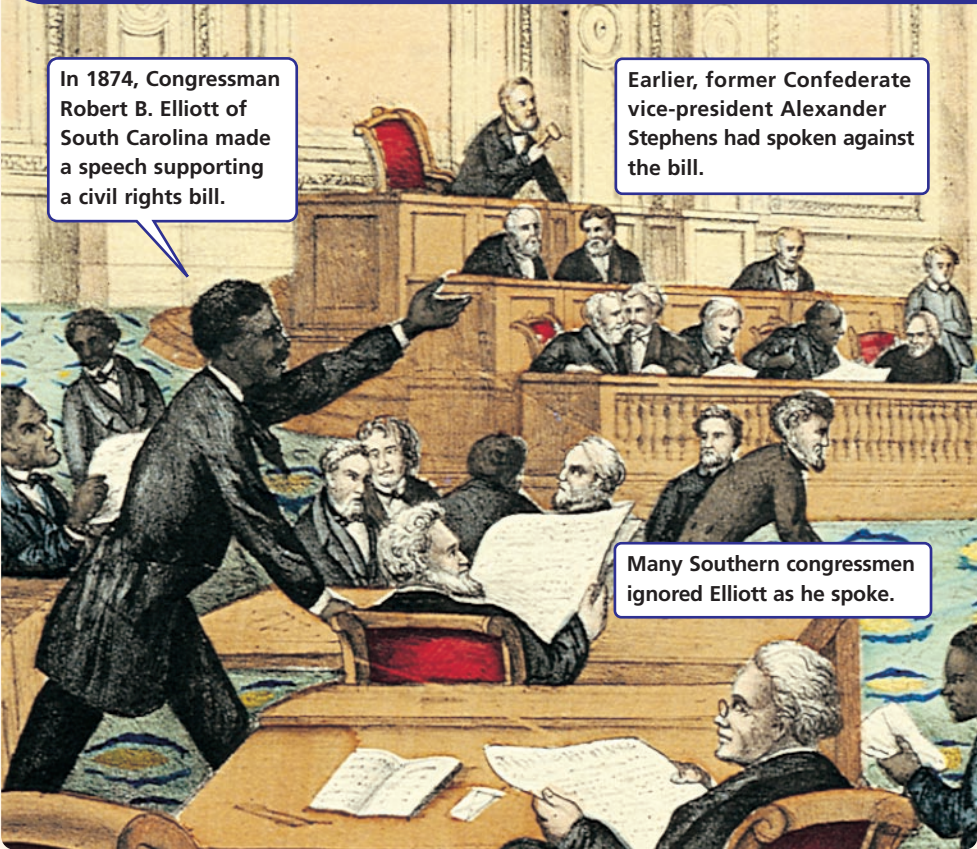 In 1874, Congressman
Robert B. Elliott of
South Carolina made
a speech supporting
a civil rights bill.
Earlier, former Confederate
vice-president Alexander
Stephens had spoken against
the bill.
Many Southern congressmen
ignored Elliott as he spoke.